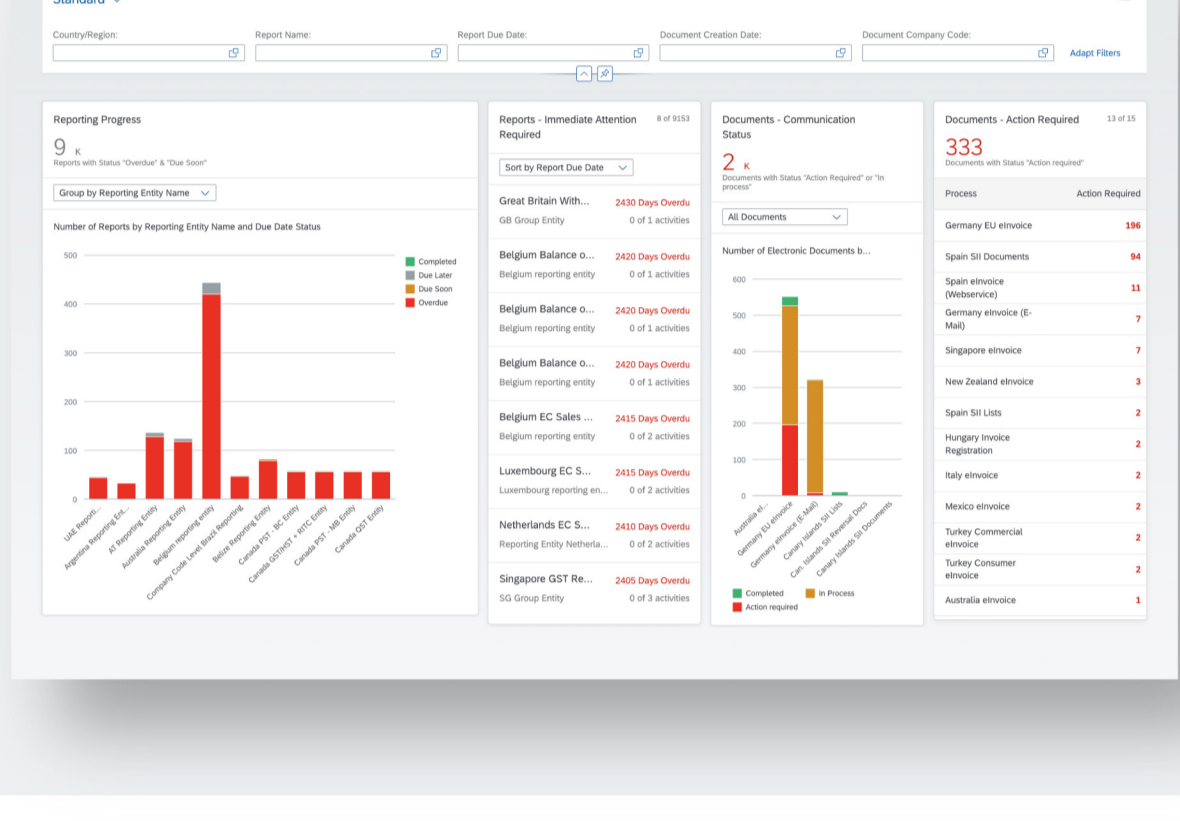 Standard
Country/Region:
Report Name:
Report Due Date:
Document Creation Date:
Document Company Code:
Adapt Filters
Reporting Progress
9 K
Reports with Status "Overdue" & "Due Soon"
Group by Reporting Entity Name
Number of Reports by Reporting Entity Name and Due Date Status
500
400
300
200
100
0
UAE Reporti...
Argentina Reporting Ent...
AT Reporting Entity
Australia Reporting Entity
Belgium reporting entity
Company Code Level Brazil Reporting
Belize Reporting Entity
Canada PST - BC Entity
Canada GST/HST + RITC Entity
Canada PST - MB Entity
Canada QST Entity
Completed
Due Later
Due Soon
Overdue
Reports - Immediate Attention
Required
8 of 9153
Sort by Report Due Date
Great Britain With... 2430 Days Overdu
GB Group Entity 0 of 1 activities
Belgium Balance o... 2420 Days Overdu
Belgium reporting entity 0 of 1 activities
Belgium Balance o... 2420 Days Overdu
Belgium reporting entity 0 of 1 activities
Belgium Balance o... 2420 Days Overdu
Belgium reporting entity 0 of 1 activities
Belgium EC Sales ... 2415 Days Overdu
Belgium reporting entity 0 of 2 activities
Luxembourg EC S... 2415 Days Overdu
Luxembourg reporting en... 0 of 2 activities
Netherlands EC S... 2410 Days Overdu
Reporting Entity Netherla... 0 of 2 activities
Singapore GST Re... 2405 Days Overdu
SG Group Entity 0 of 3 activities
Documents - Communication
Status
2 K
Documents with Status "Action Required" or "In
process"
All Documents
Number of Electronic Documents b...
600
500
400
300
200
100
0
Australia eI...
Germany EU eInvoice
Germany eInvoice (E-Mail)
Canary Islands SII Lists
Can. Islands SII Reversal Docs
Canary Islands SII Documents
Completed
In Process
Action required
Documents - Action Required 13 of 15
333
Documents with Status "Action required"
Process Action Required
Germany EU eInvoice 196
Spain SII Documents 94
Spain eInvoice
(Webservice) 11
Germany eInvoice (E-
Mail) 7
Singapore eInvoice 7
New Zealand eInvoice 3
Spain SII Lists 2
Hungary Invoice
Registration 2
Italy eInvoice 2
Mexico eInvoice 2
Turkey Commercial
eInvoice 2
Turkey Consumer
eInvoice 2
Australia eInvoice 1